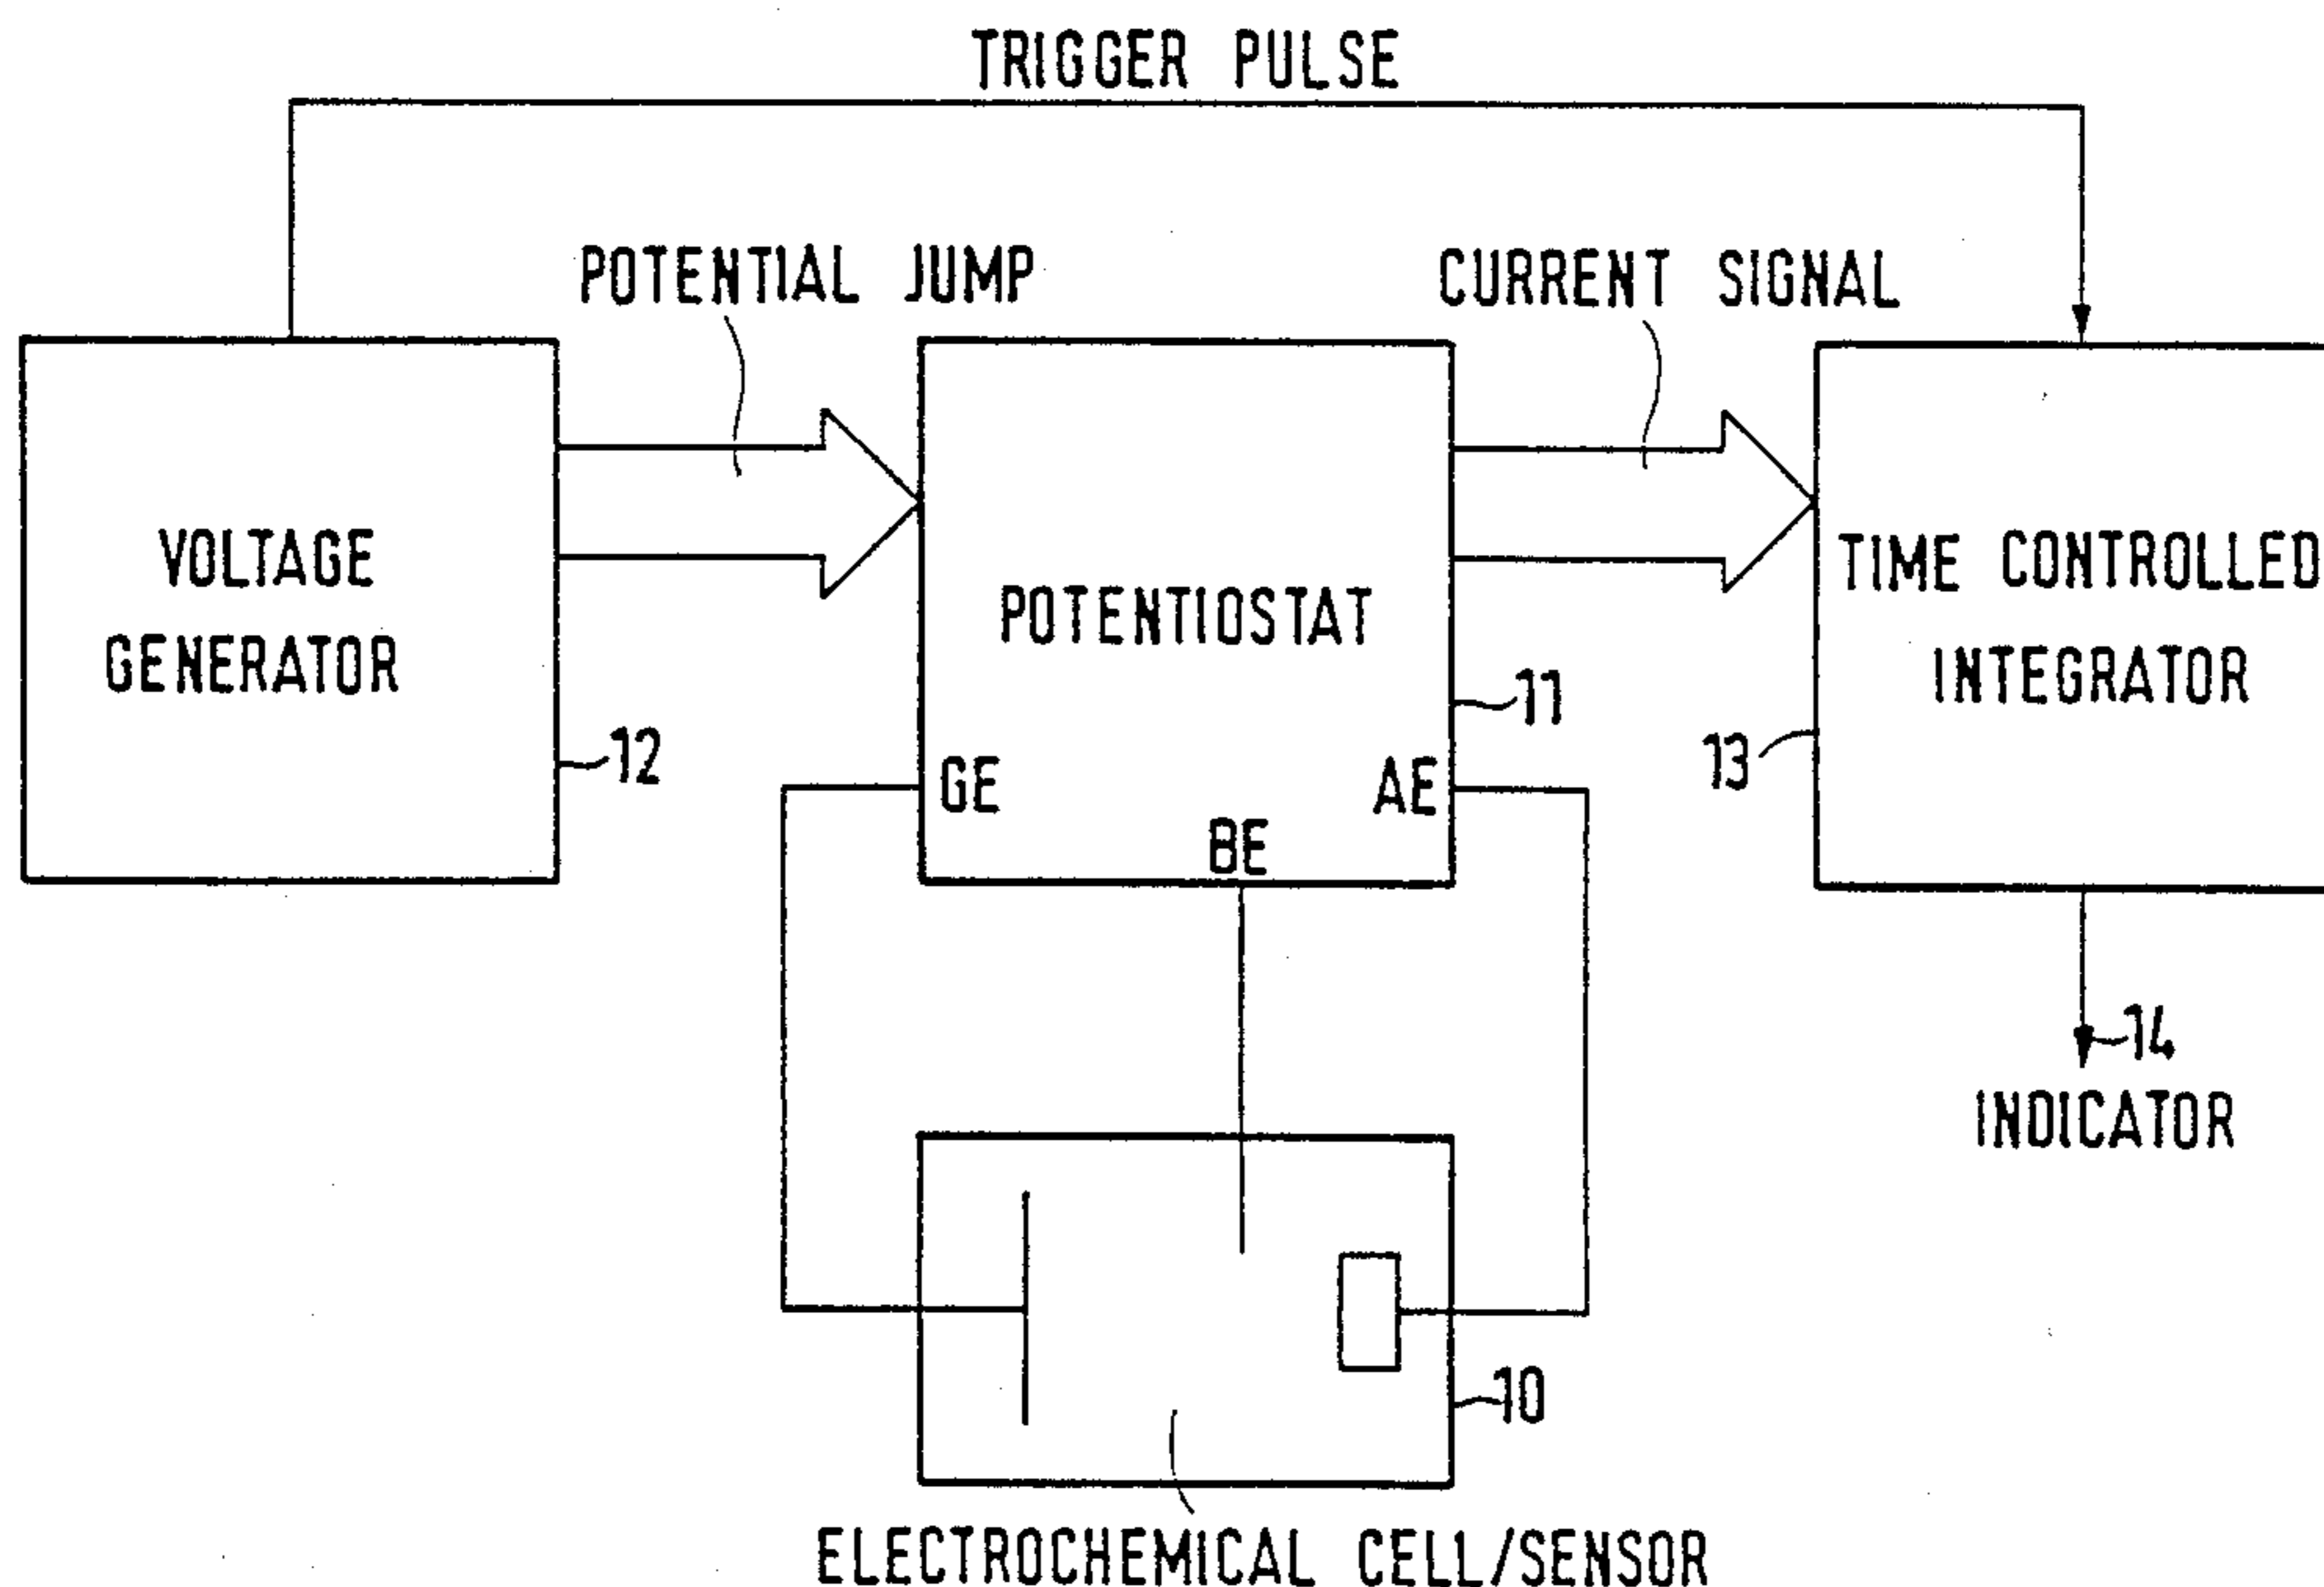 TRIGGER PULSE
POTENTIAL JUMP
CURRENT SIGNAL
VOLTAGE
GENERATOR
12
POTENTIOSTAT
11
GE
BE
AE
TIME CONTROLLED
INTEGRATOR
13
14
INDICATOR
10
ELECTROCHEMICAL CELL/SENSOR